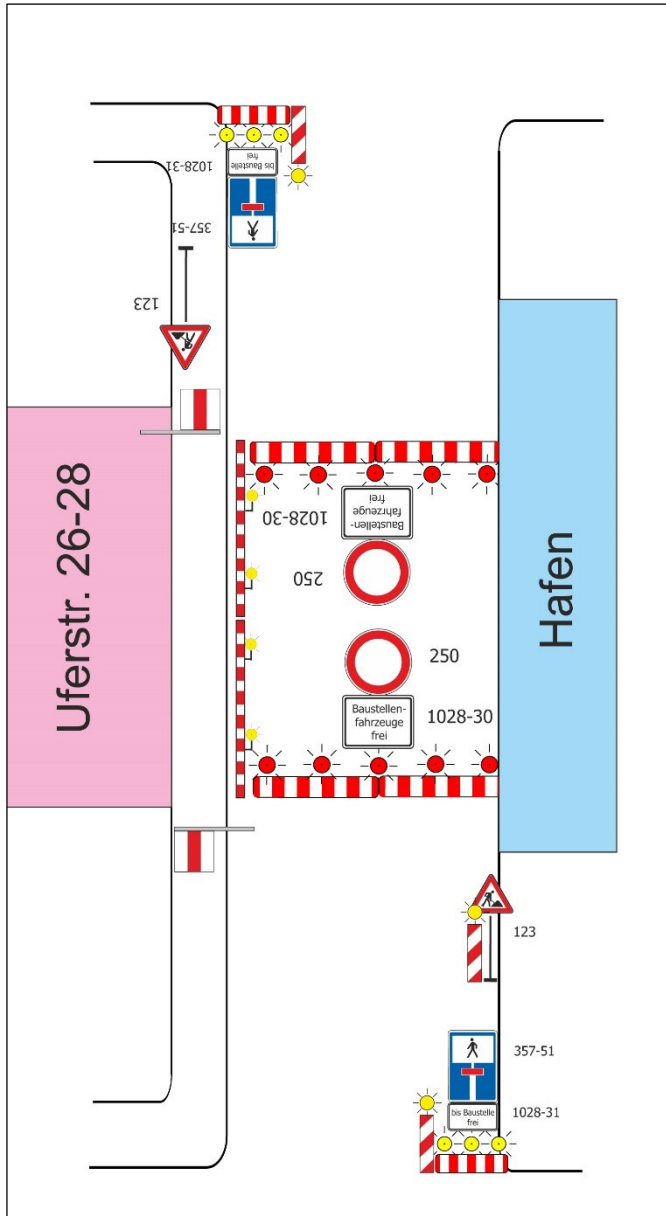 1028-31
bis Baustelle
frei
357-51
123
Uferstr. 26-28
Hafen
1028-30
Baustellen-
fahrzeuge
frei
250
250
Baustellen-
fahrzeuge
frei
1028-30
123
357-51
bis Baustelle
frei
1028-31